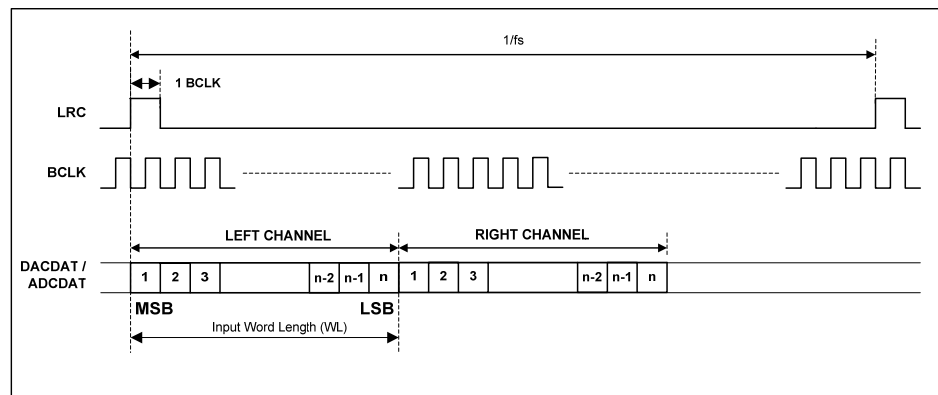 1/fs
1 BCLK
LRC
BCLK
LEFT CHANNEL RIGHT CHANNEL
DACDAT /
ADCDAT
1 2 3 n-2 n-1 n 1 2 3 n-2 n-1 n
MSB LSB
Input Word Length (WL)